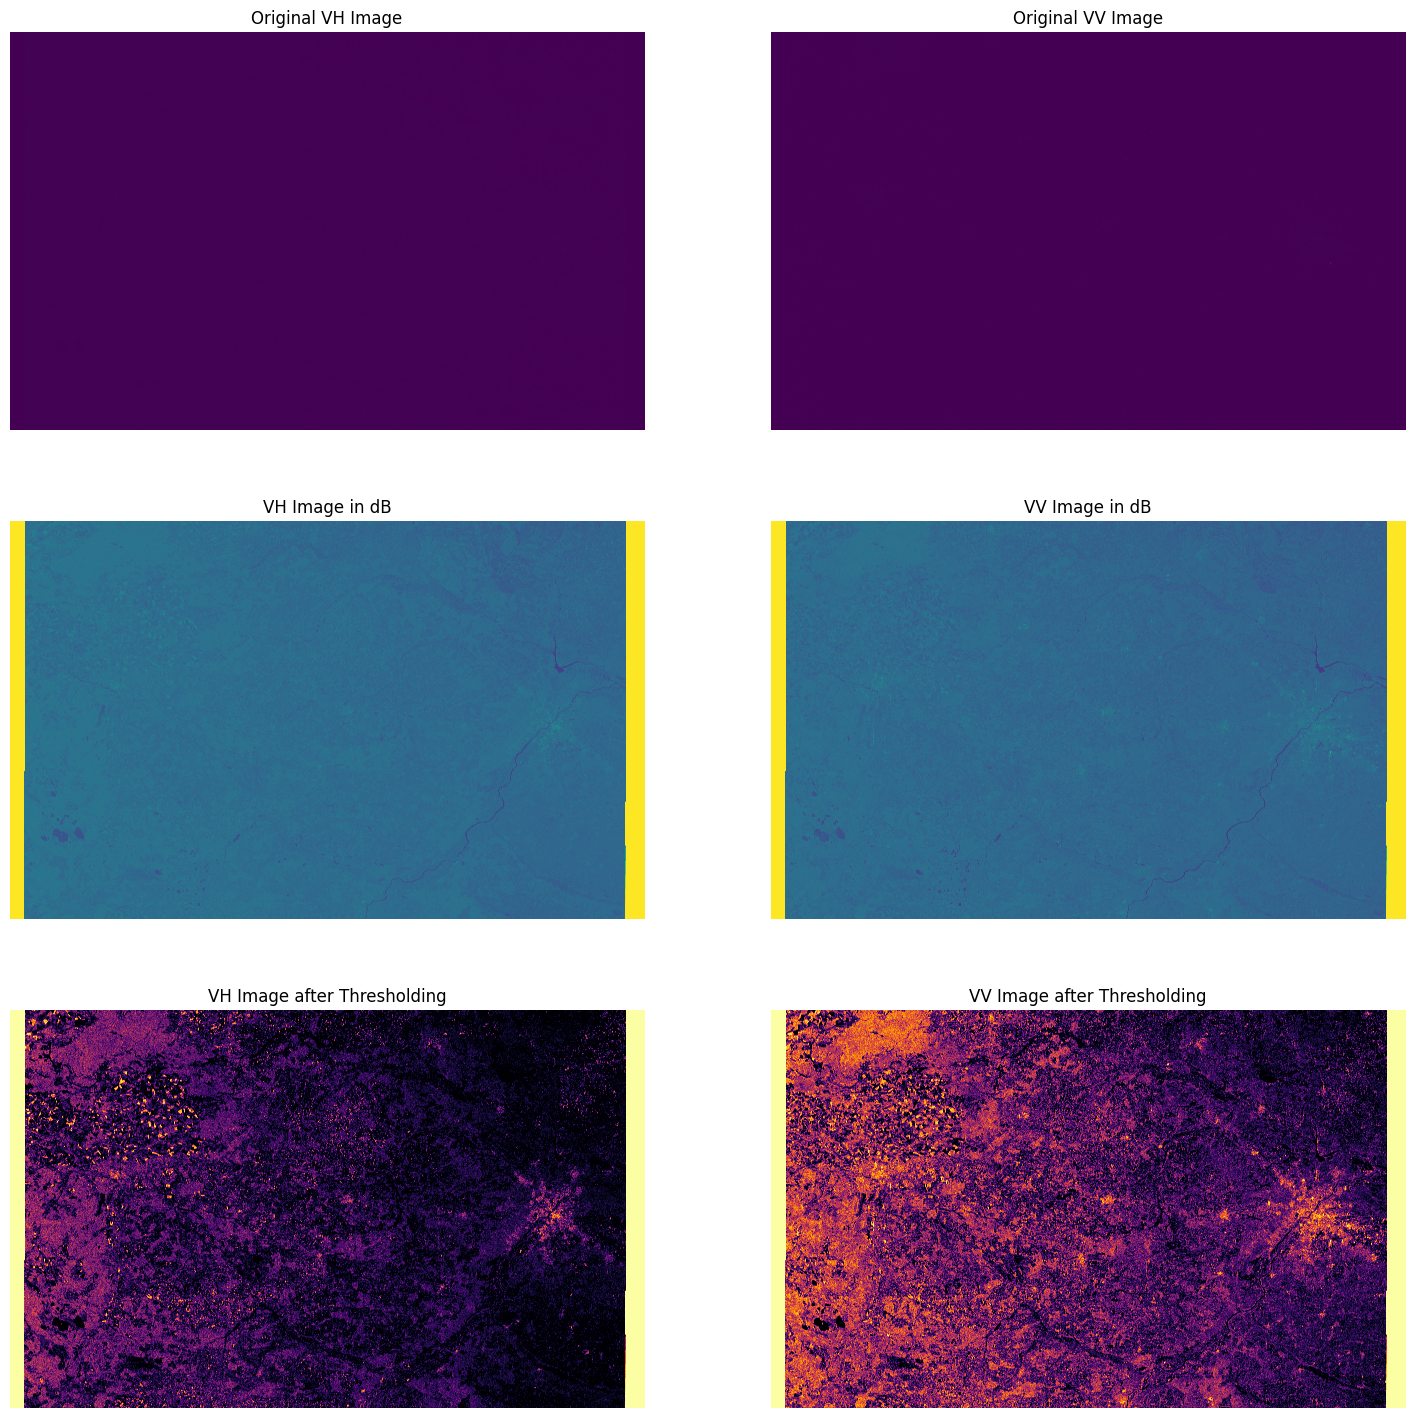 Original VH Image
Original VV Image
VH Image in dB
VV Image in dB
VH Image after Thresholding
VV Image after Thresholding